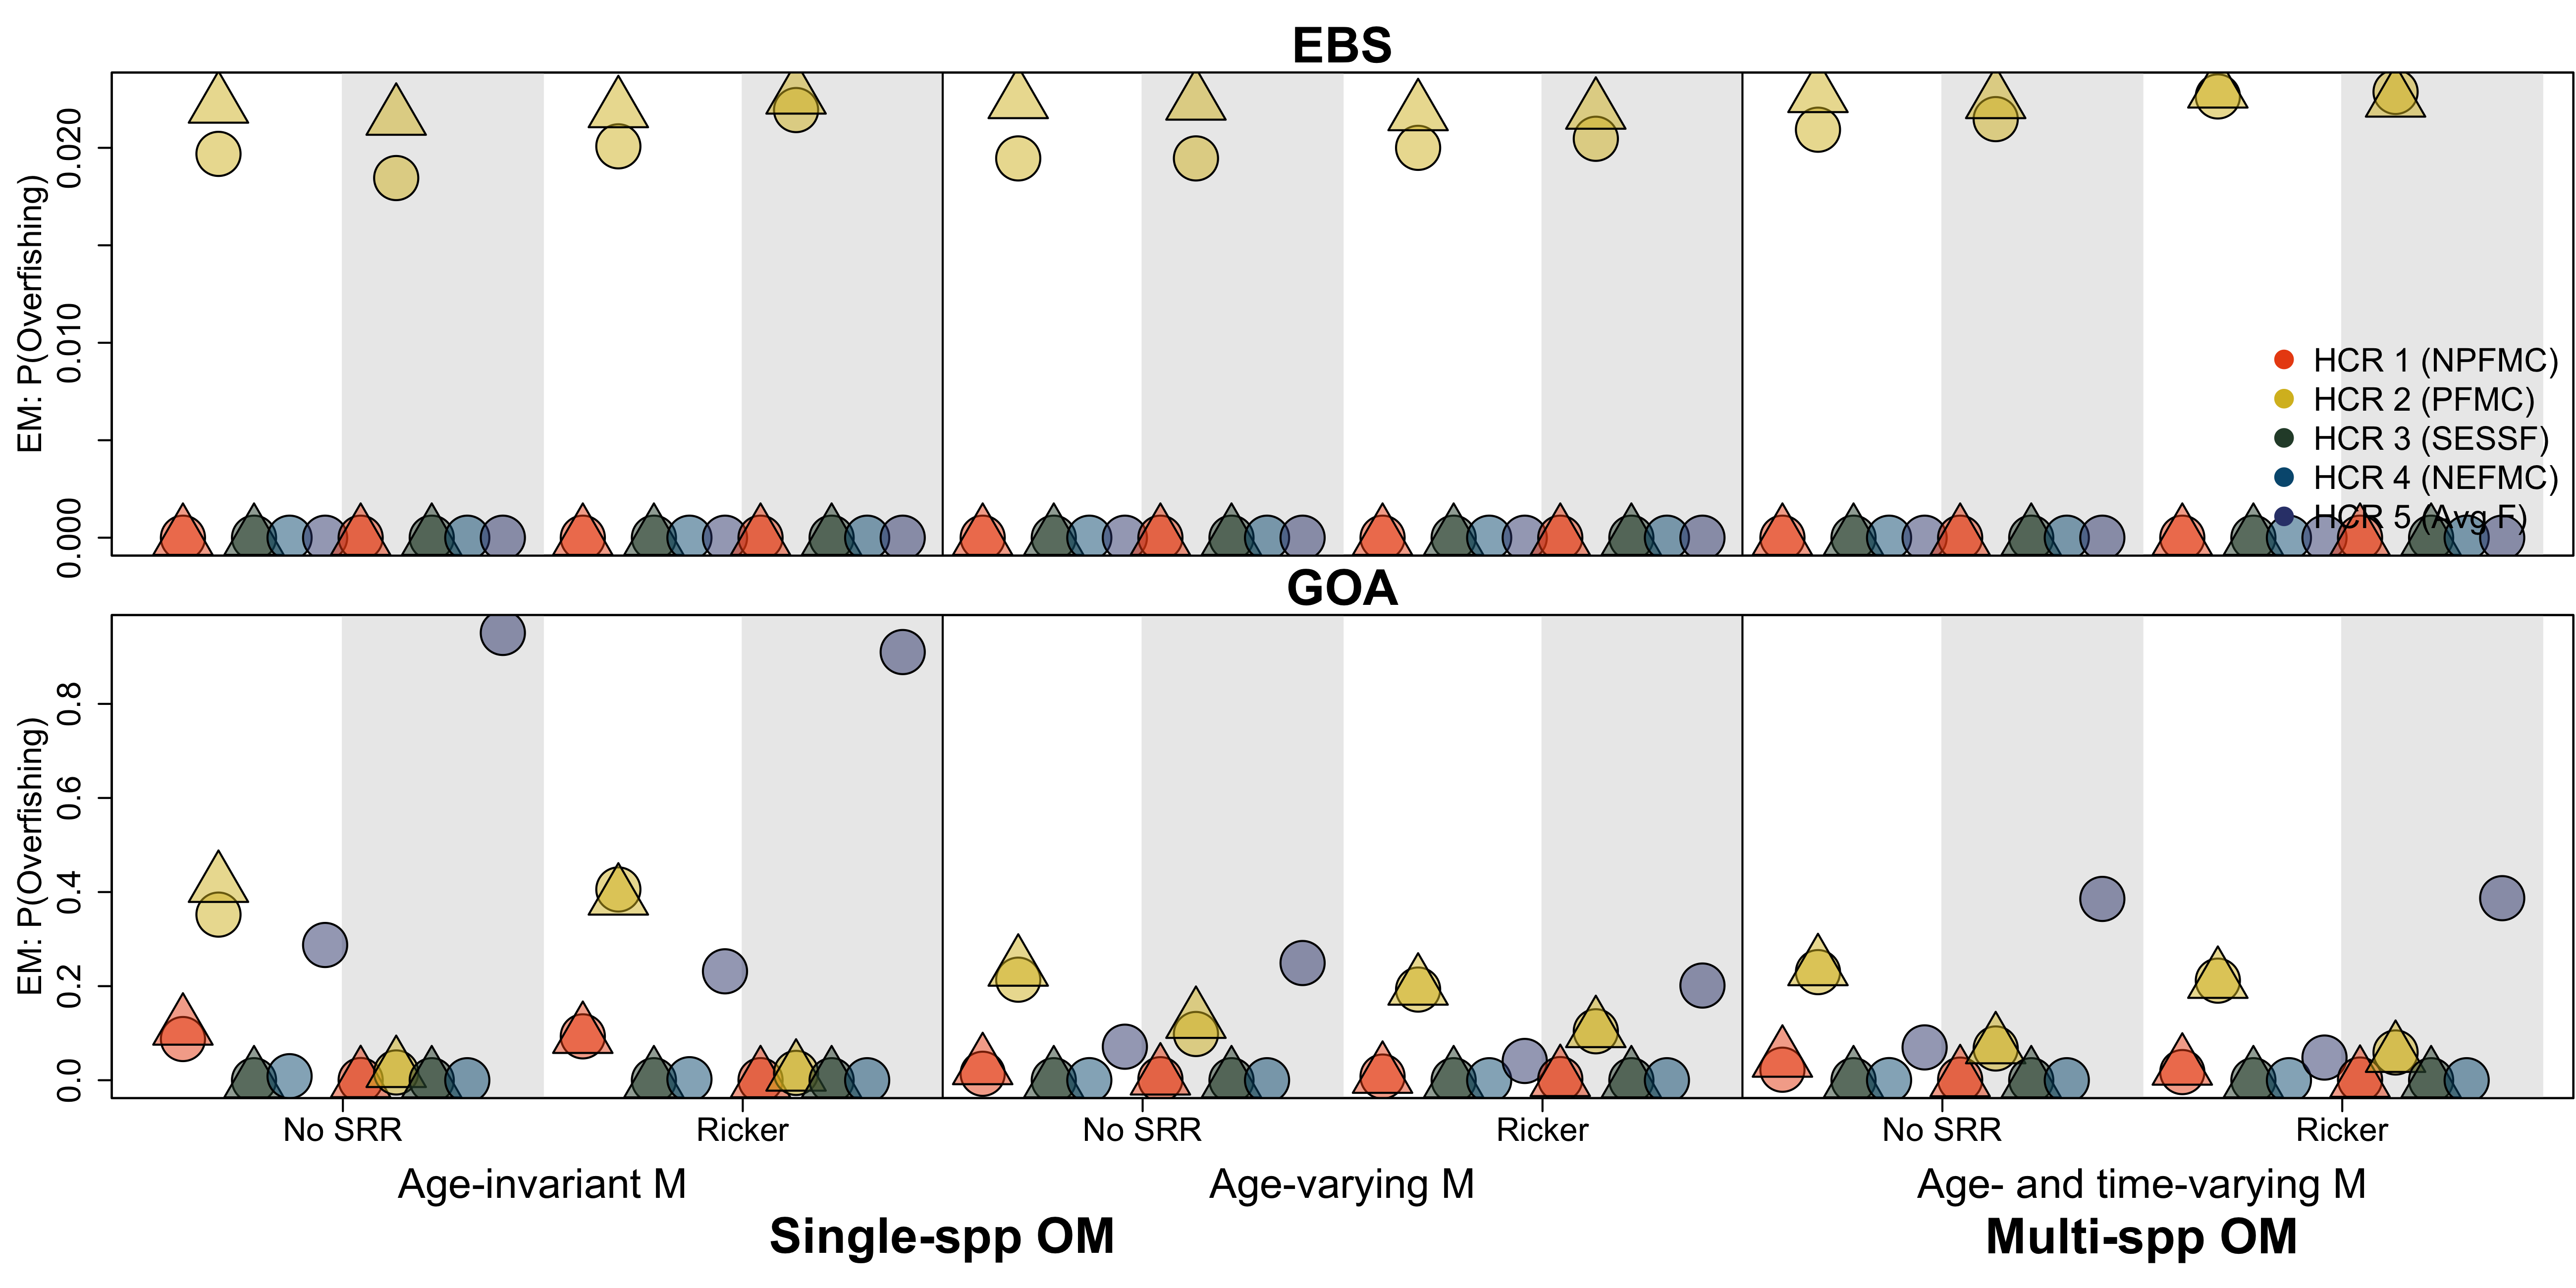 EBS
EM: P(Overfishing)
0.020
0.010
0.000
HCR 1 (NPFMC)
HCR 2 (PFMC)
HCR 3 (SESSF)
HCR 4 (NEFMC)
HCR 5 (Avg F)
GOA
EM: P(Overfishing)
0.8
0.6
0.4
0.2
0.0
No SRR Ricker No SRR Ricker No SRR Ricker
Age-invariant M Age-varying M Age- and time-varying M
Single-spp OM Multi-spp OM